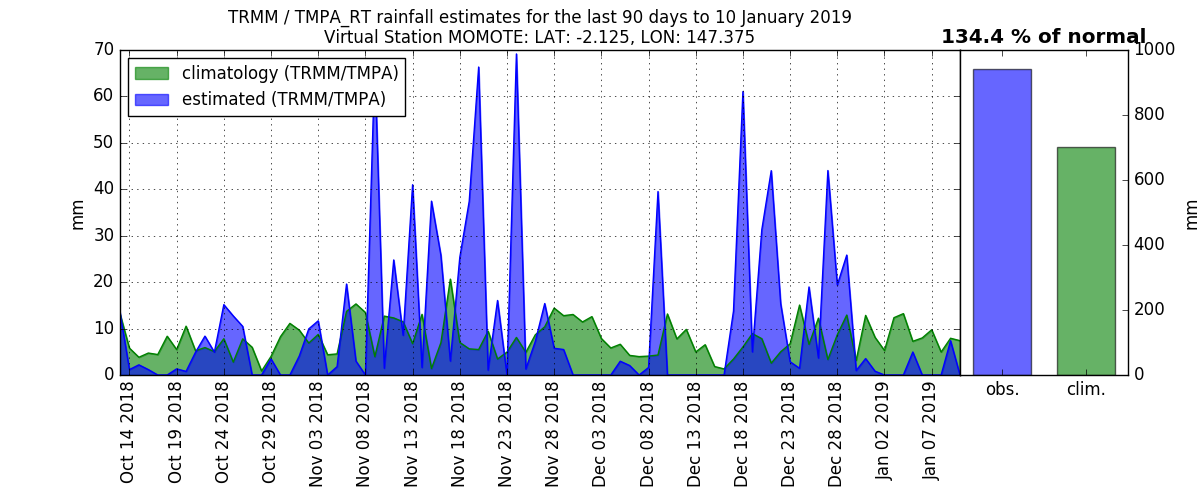 TRMM / TMPA_RT rainfall estimates for the last 90 days to 10 January 2019
Virtual Station MOMOTE: LAT: -2.125, LON: 147.375
134.4 % of normal
climatology (TRMM/TMPA)
estimated (TRMM/TMPA)
mm
70
60
50
40
30
20
10
0
Oct 14 2018
Oct 19 2018
Oct 24 2018
Oct 29 2018
Nov 03 2018
Nov 08 2018
Nov 13 2018
Nov 18 2018
Nov 23 2018
Nov 28 2018
Dec 03 2018
Dec 08 2018
Dec 13 2018
Dec 18 2018
Dec 23 2018
Dec 28 2018
Jan 02 2019
Jan 07 2019
obs.
clim.
1000
800
600
400
200
0
mm